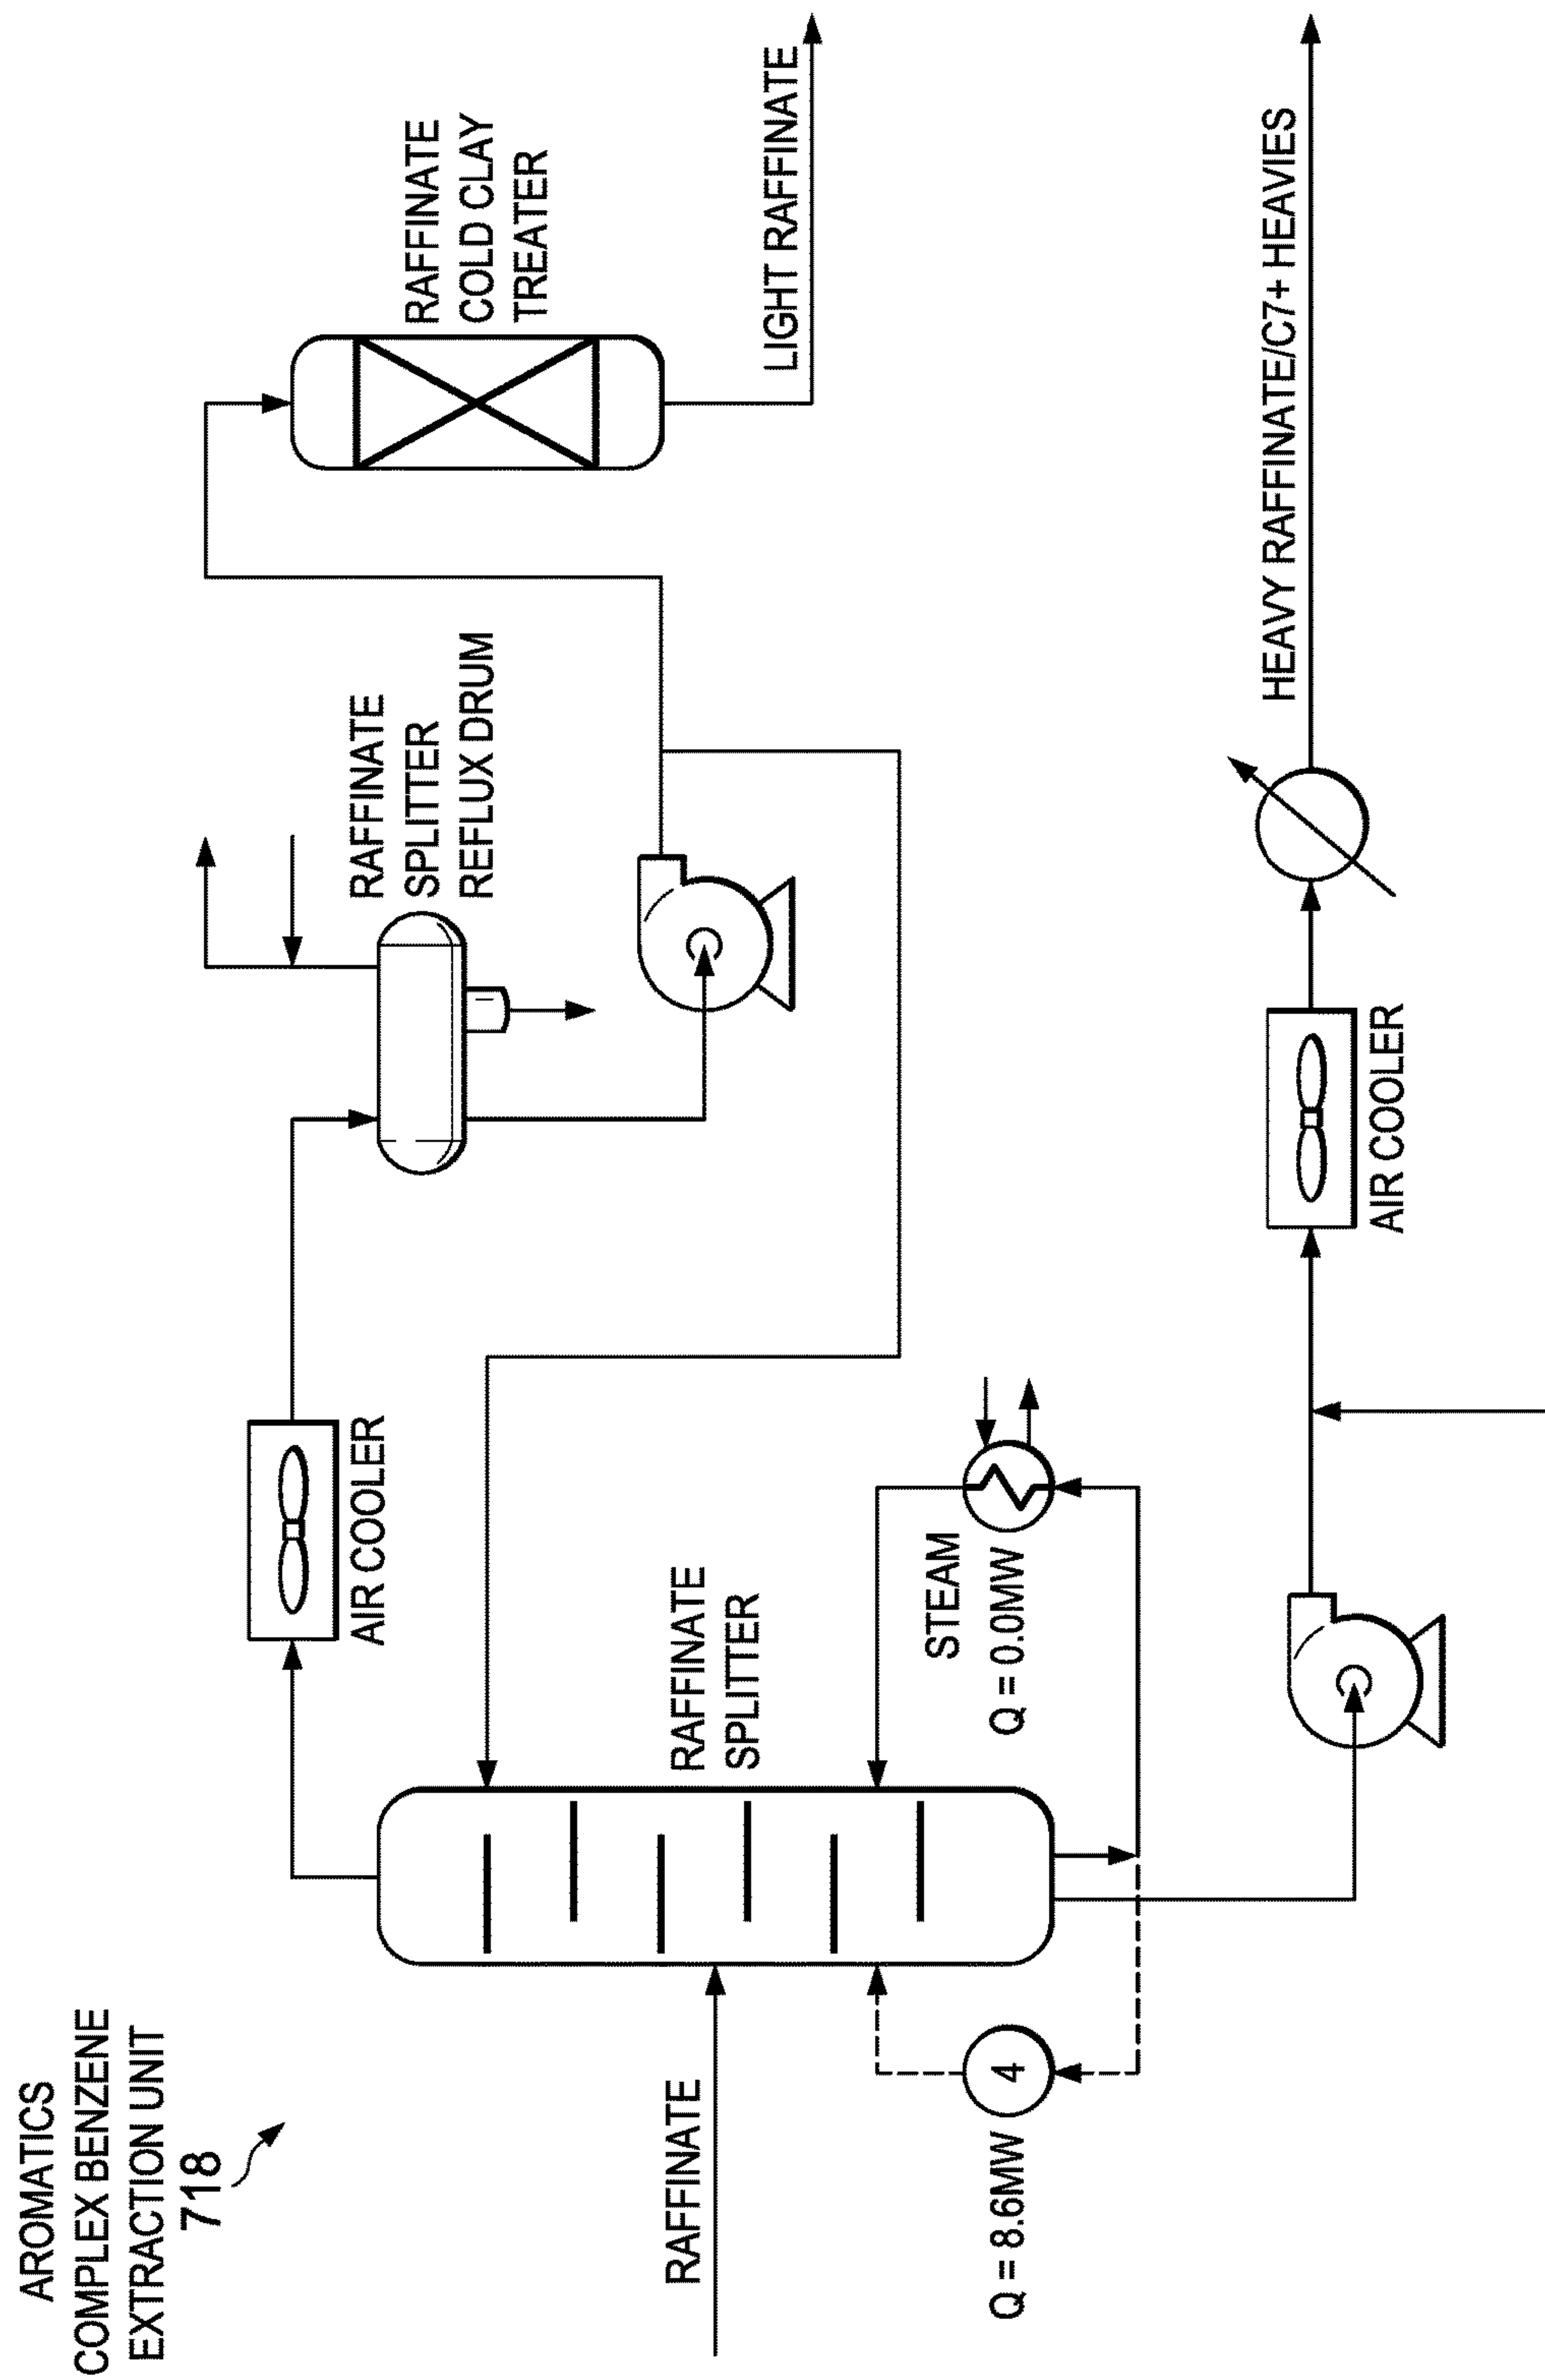 AROMATICS
COMPLEX BENZENE
EXTRACTION UNIT
718
AIR COOLER
RAFFINATE
SPLITTER
REFLUX DRUM
RAFFINATE
COLD CLAY
TREATER
LIGHT RAFFINATE
RAFFINATE
RAFFINATE
SPLITTER
STEAM
Q = 0.0MW
4
Q = 8.6MW
AIR COOLER
HEAVY RAFFINATE/C7+ HEAVIES